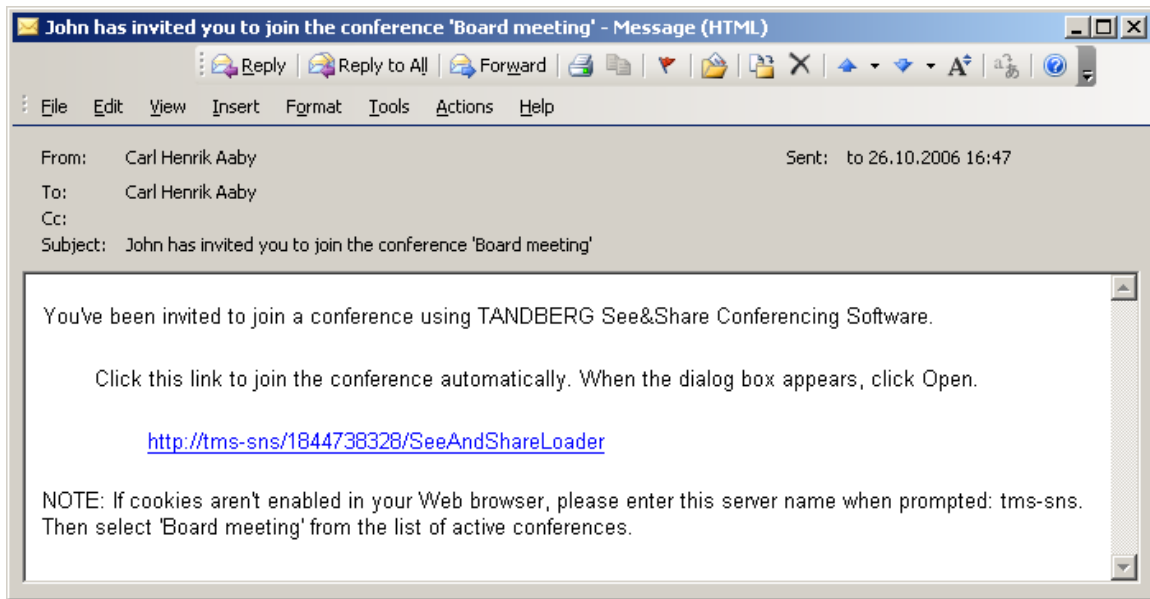 John has invited you to join the conference 'Board meeting' - Message (HTML)
Reply Reply to All Forward
File Edit View Insert Format Tools Actions Help
From: Carl Henrik Aaby Sent: to 26.10.2006 16:47
To: Carl Henrik Aaby
Cc:
Subject: John has invited you to join the conference 'Board meeting'
You've been invited to join a conference using TANDBERG See&Share Conferencing Software.
Click this link to join the conference automatically. When the dialog box appears, click Open.
http://tms-sns/1844738328/SeeAndShareLoader
NOTE: If cookies aren't enabled in your Web browser, please enter this server name when prompted: tms-sns.
Then select 'Board meeting' from the list of active conferences.